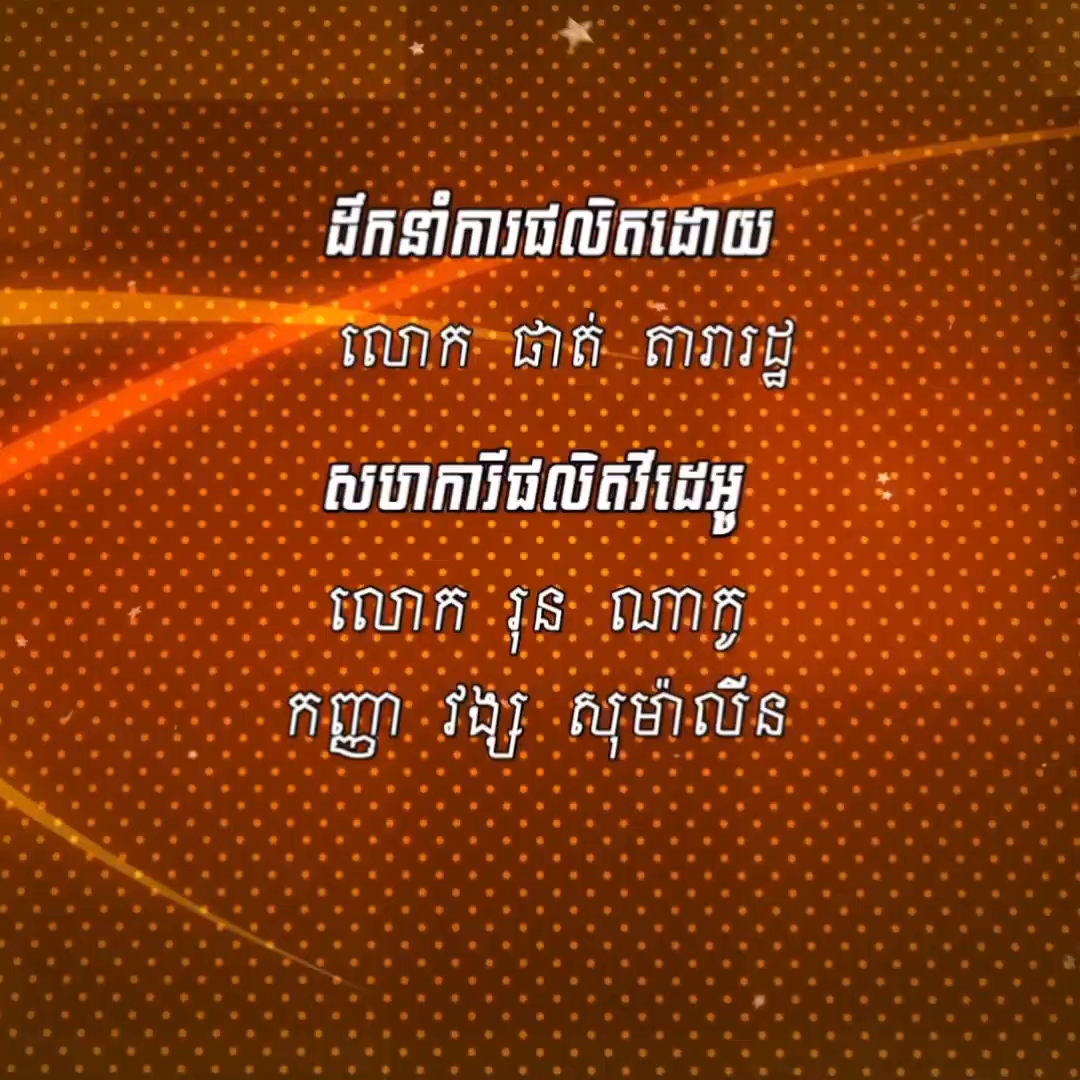 ដឹកនាំការផលិតដោយ
លោក ផាត់ តារារដ្ឋ
សហការីផលិតវីដេអូ
លោក រុន ណាកូ
កញ្ញា វង្ស សុម៉ាលីន